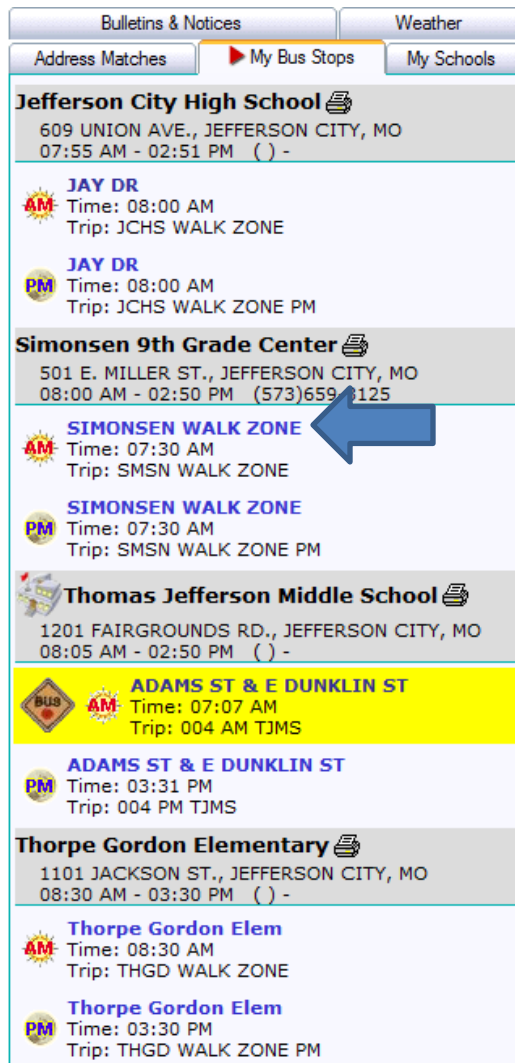 Bulletins & Notices Weather
Address Matches My Bus Stops My Schools
Jefferson City High School
609 UNION AVE., JEFFERSON CITY, MO
07:55 AM - 02:51 PM ( ) -
JAY DR
AM Time: 08:00 AM
Trip: JCHS WALK ZONE
JAY DR
PM Time: 08:00 AM
Trip: JCHS WALK ZONE PM
Simonsen 9th Grade Center
501 E. MILLER ST., JEFFERSON CITY, MO
08:00 AM - 02:50 PM (573)659-3125
SIMONSEN WALK ZONE
AM Time: 07:30 AM
Trip: SMSN WALK ZONE
SIMONSEN WALK ZONE
PM Time: 07:30 AM
Trip: SMSN WALK ZONE PM
Thomas Jefferson Middle School
1201 FAIRGROUNDS RD., JEFFERSON CITY, MO
08:05 AM - 02:50 PM ( ) -
ADAMS ST & E DUNKLIN ST
BUS AM Time: 07:07 AM
Trip: 004 AM TJMS
ADAMS ST & E DUNKLIN ST
PM Time: 03:31 PM
Trip: 004 PM TJMS
Thorpe Gordon Elementary
1101 JACKSON ST., JEFFERSON CITY, MO
08:30 AM - 03:30 PM ( ) -
Thorpe Gordon Elem
AM Time: 08:30 AM
Trip: THGD WALK ZONE
Thorpe Gordon Elem
PM Time: 03:30 PM
Trip: THGD WALK ZONE PM